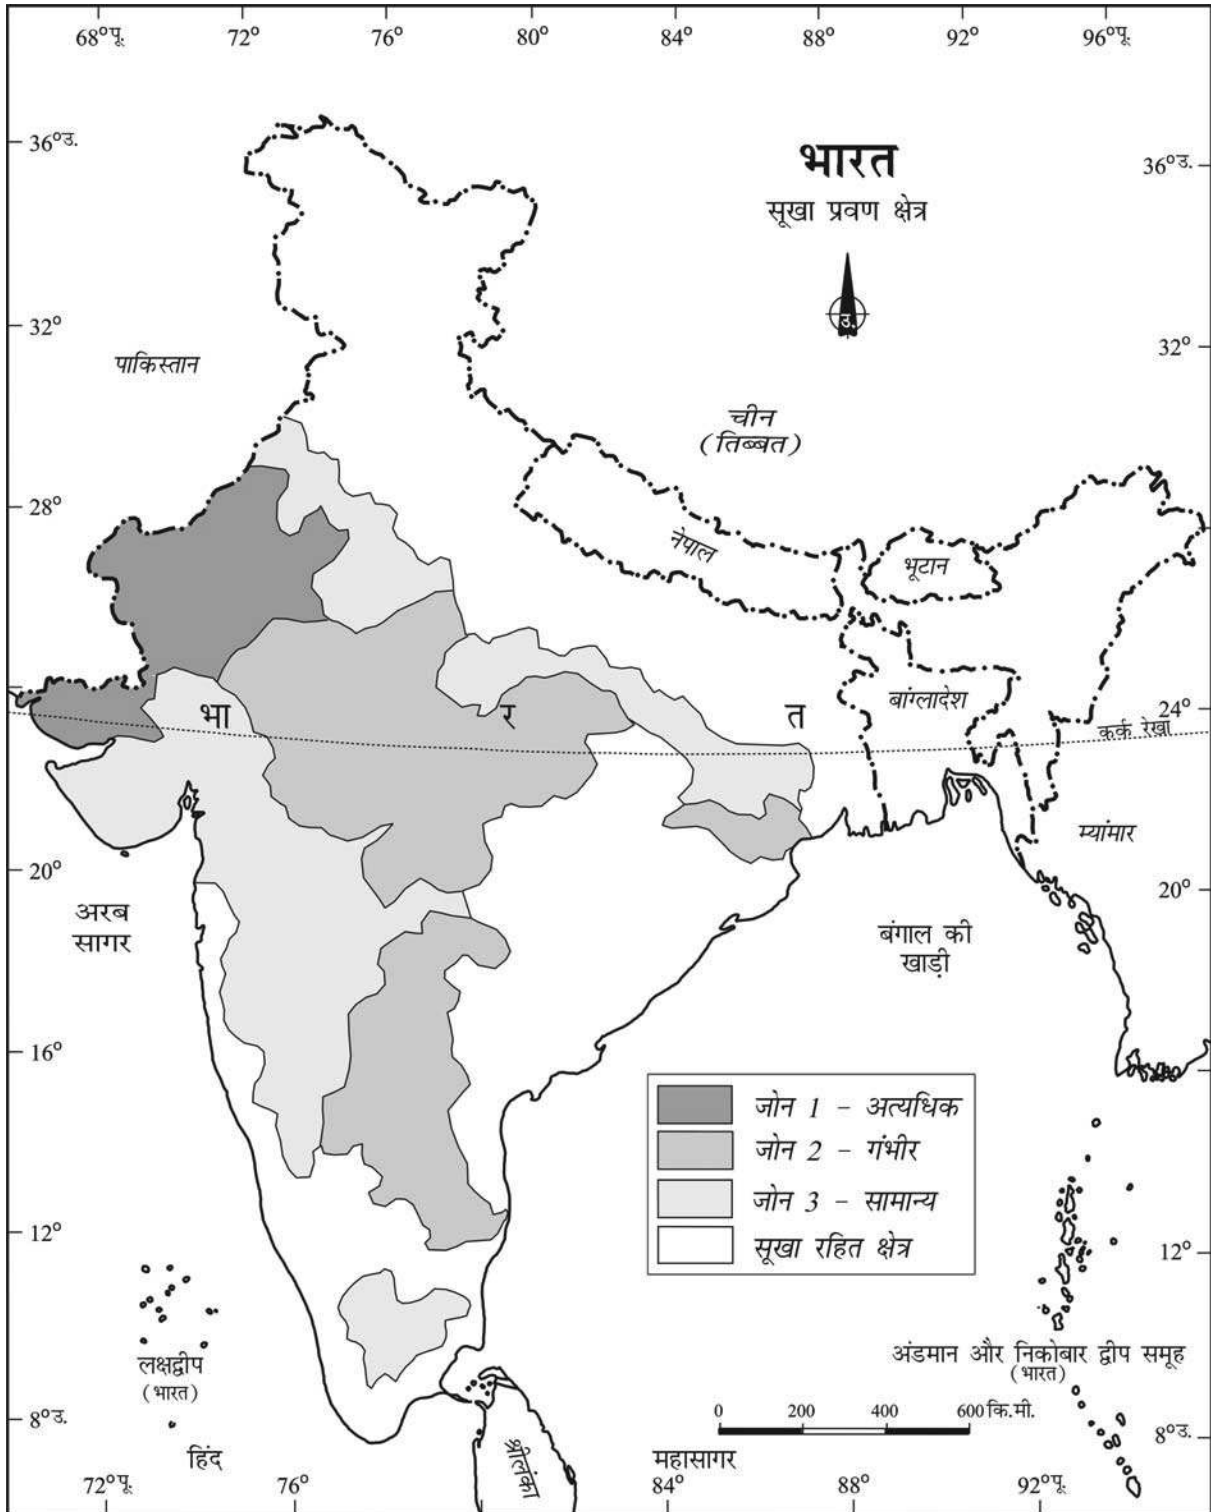 68°पू.
72°
76°
80°
84°
88°
92°
96°पू.
36°उ.
36°उ.
भारत
सूखा प्रवण क्षेत्र
उ.
32°
32°
पाकिस्तान
चीन
(तिब्बत)
28°
नेपाल
भूटान
बांग्लादेश
भा
र
त
24°
कर्क रेखा
म्यांमार
20°
20°
अरब
सागर
बंगाल की
खाड़ी
16°
जोन 1 - अत्यधिक
जोन 2 - गंभीर
जोन 3 - सामान्य
सूखा रहित क्षेत्र
12°
12°
लक्षद्वीप
(भारत)
अंडमान और निकोबार द्वीप समूह
(भारत)
0 200 400 600 कि.मी.
8°उ.
8°उ.
हिंद
श्रीलंका
महासागर
72°पू.
76°
84°
88°
92°पू.